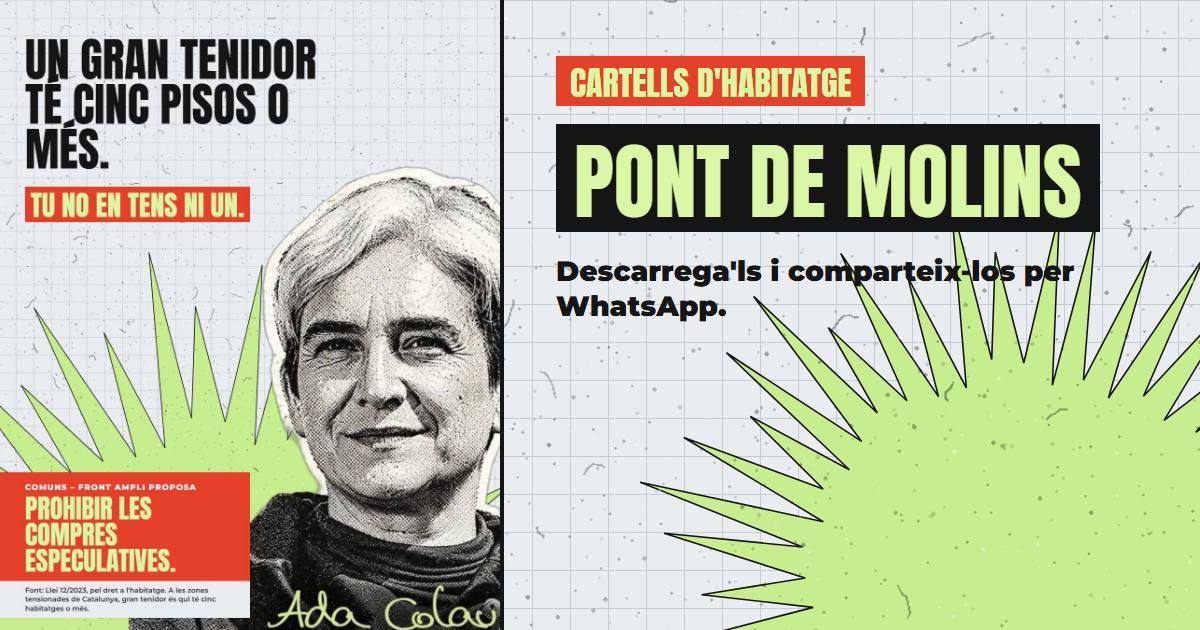 UN GRAN TENIDOR
TÉ CINC PISOS O
MÉS.
TU NO EN TENS NI UN.
COMUNS – FRONT AMPLI PROPOSA
PROHIBIR LES
COMPRES
ESPECULATIVES.
Font: Llei 12/2023, pel dret a l'habitatge. A les zones
tensionades de Catalunya, gran tenidor és qui té cinc
habitatges o més.
Ada Colau
CARTELLS D'HABITATGE
PONT DE MOLINS
Descarrega'ls i comparteix-los per
WhatsApp.